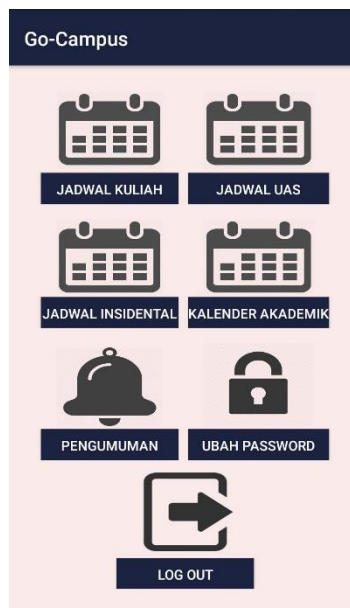 Go-Campus
JADWAL KULIAH
JADWAL UAS
JADWAL INSIDENTAL
KALENDER AKADEMIK
PENGUMUMAN
UBAH PASSWORD
LOG OUT